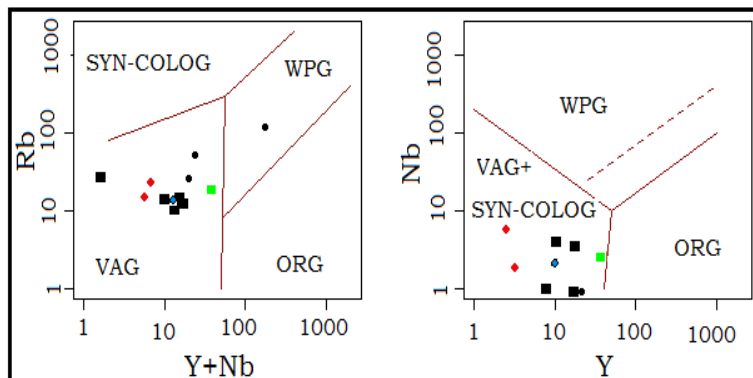 SYN-COLOG
WPG
VAG
ORG
Rb
1 10 100 1000
1 10 100 1000
Y+Nb
WPG
VAG+
SYN-COLOG
ORG
Nb
1 10 100 1000
1 10 100 1000
Y